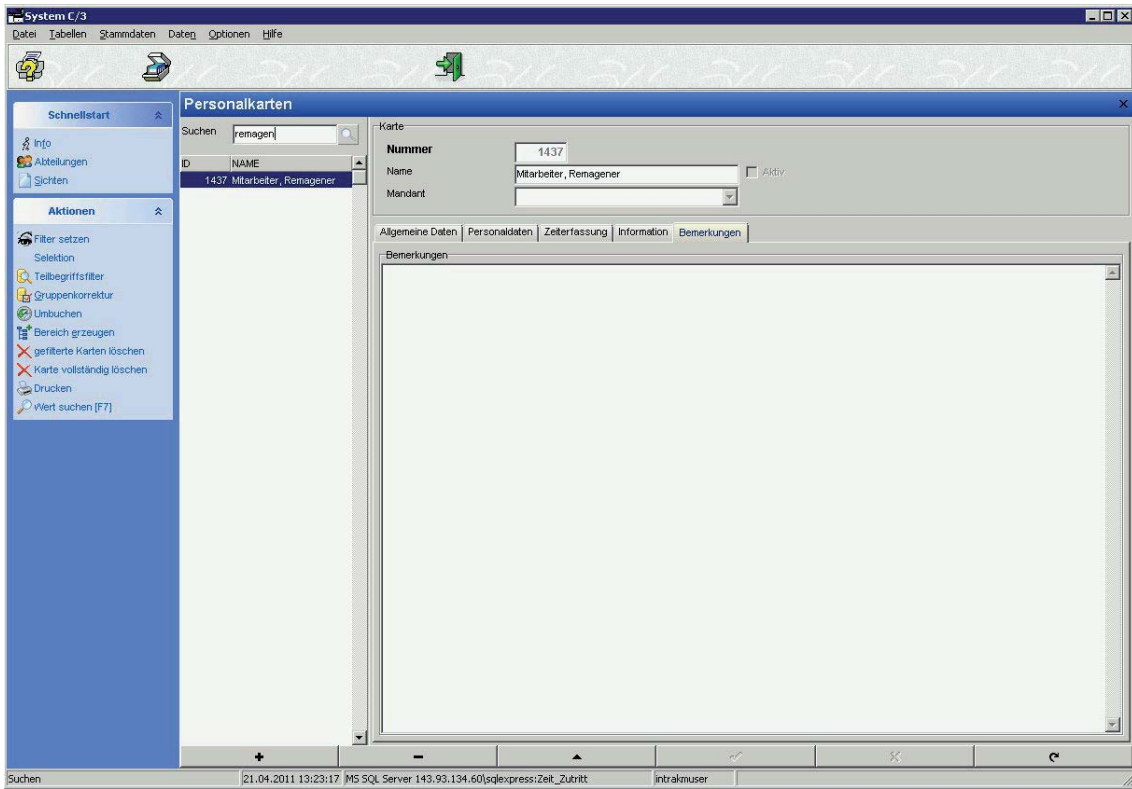 System C/3
Datei Tabellen Stammdaten Daten Optionen Hilfe
Schnellstart
Info
Abteilungen
Sichten
Aktionen
Filter setzen
Selektion
Teilbegriffsfilter
Gruppenkorrektur
Umbuchen
Bereich erzeugen
gefilterte Karten löschen
Karte vollständig löschen
Drucken
Wert suchen [F7]
Personalkarten
Suchen remagen
ID NAME
1437 Mitarbeiter, Remagener
Karte
Nummer 1437
Name Mitarbeiter, Remagener Aktiv
Mandant
Allgemeine Daten Personaldaten Zeiterfassung Information Bemerkungen
Bemerkungen
Suchen 21.04.2011 13:23:17 MS SQL Server 143.93.134.60\sqlexpress:Zeit_Zutritt intrakmuser